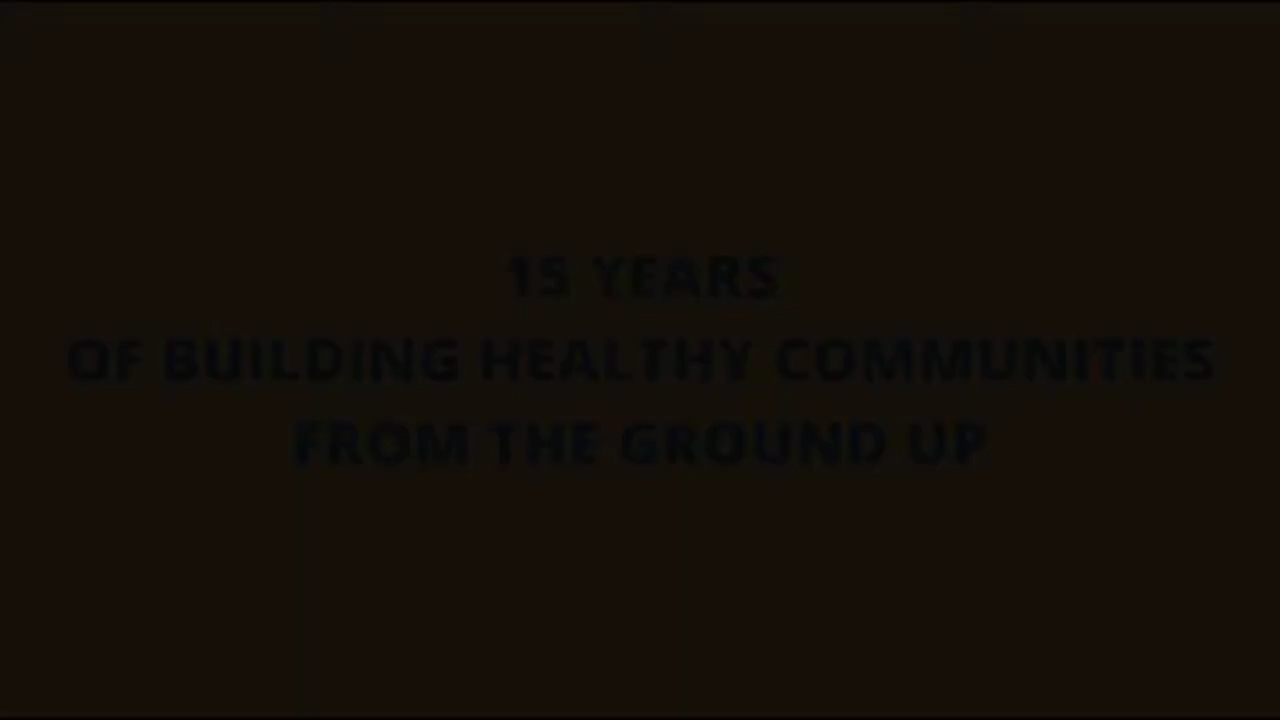 15 YEARS
OF BUILDING HEALTHY COMMUNITIES
FROM THE GROUND UP